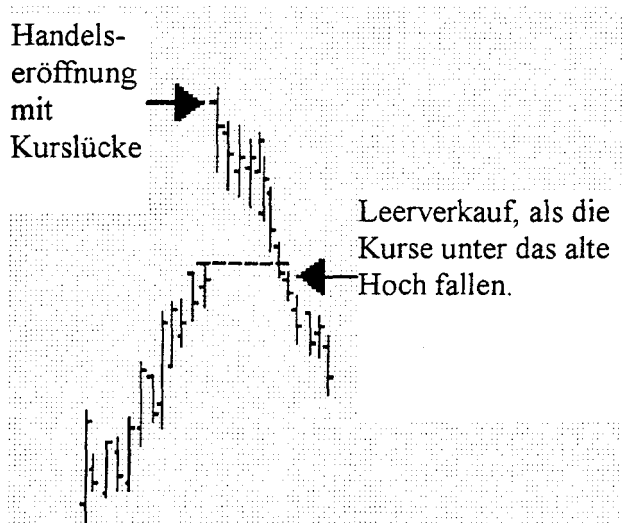 Handels-
eröffnung
mit
Kurslücke
Leerverkauf, als die
Kurse unter das alte
Hoch fallen.